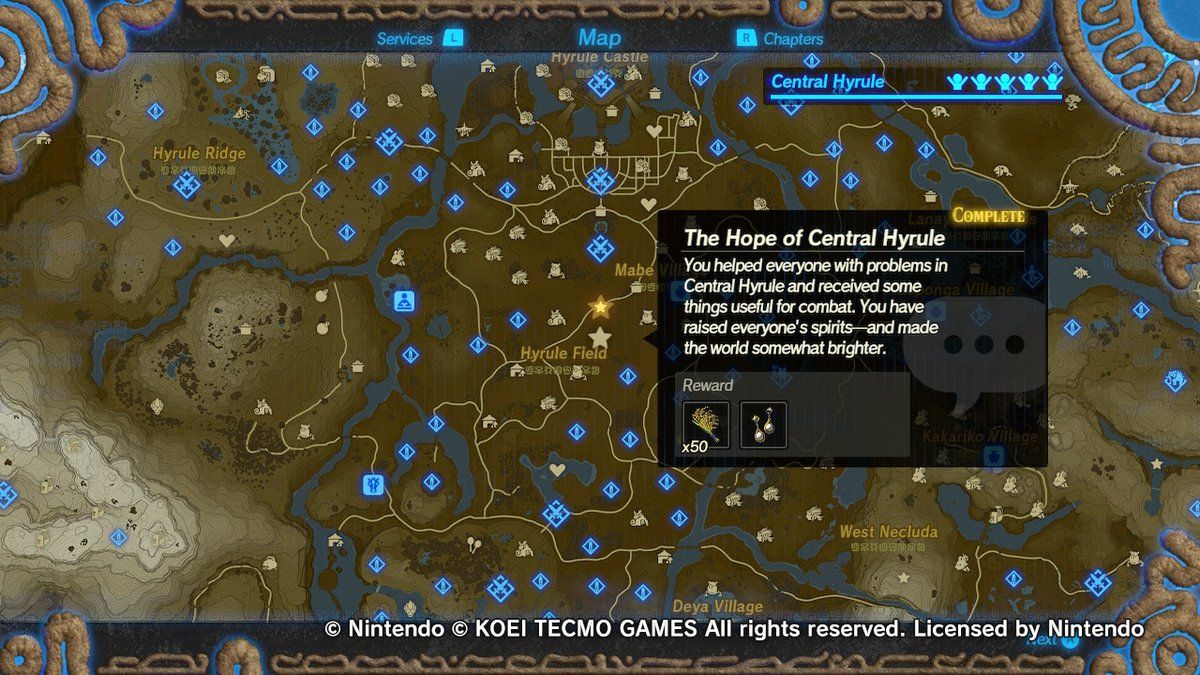 Services L
Map
R Chapters
Hyrule Castle
Central Hyrule
Hyrule Ridge
COMPLETE
The Hope of Central Hyrule
You helped everyone with problems in
Central Hyrule and received some
things useful for combat. You have
raised everyone's spirits—and made
the world somewhat brighter.
Mabe
Hyrule Field
Reward
x50
Kakariko Village
West Necluda
Deya Village
© Nintendo © KOEI TECMO GAMES All rights reserved. Licensed by Nintendo
Next A